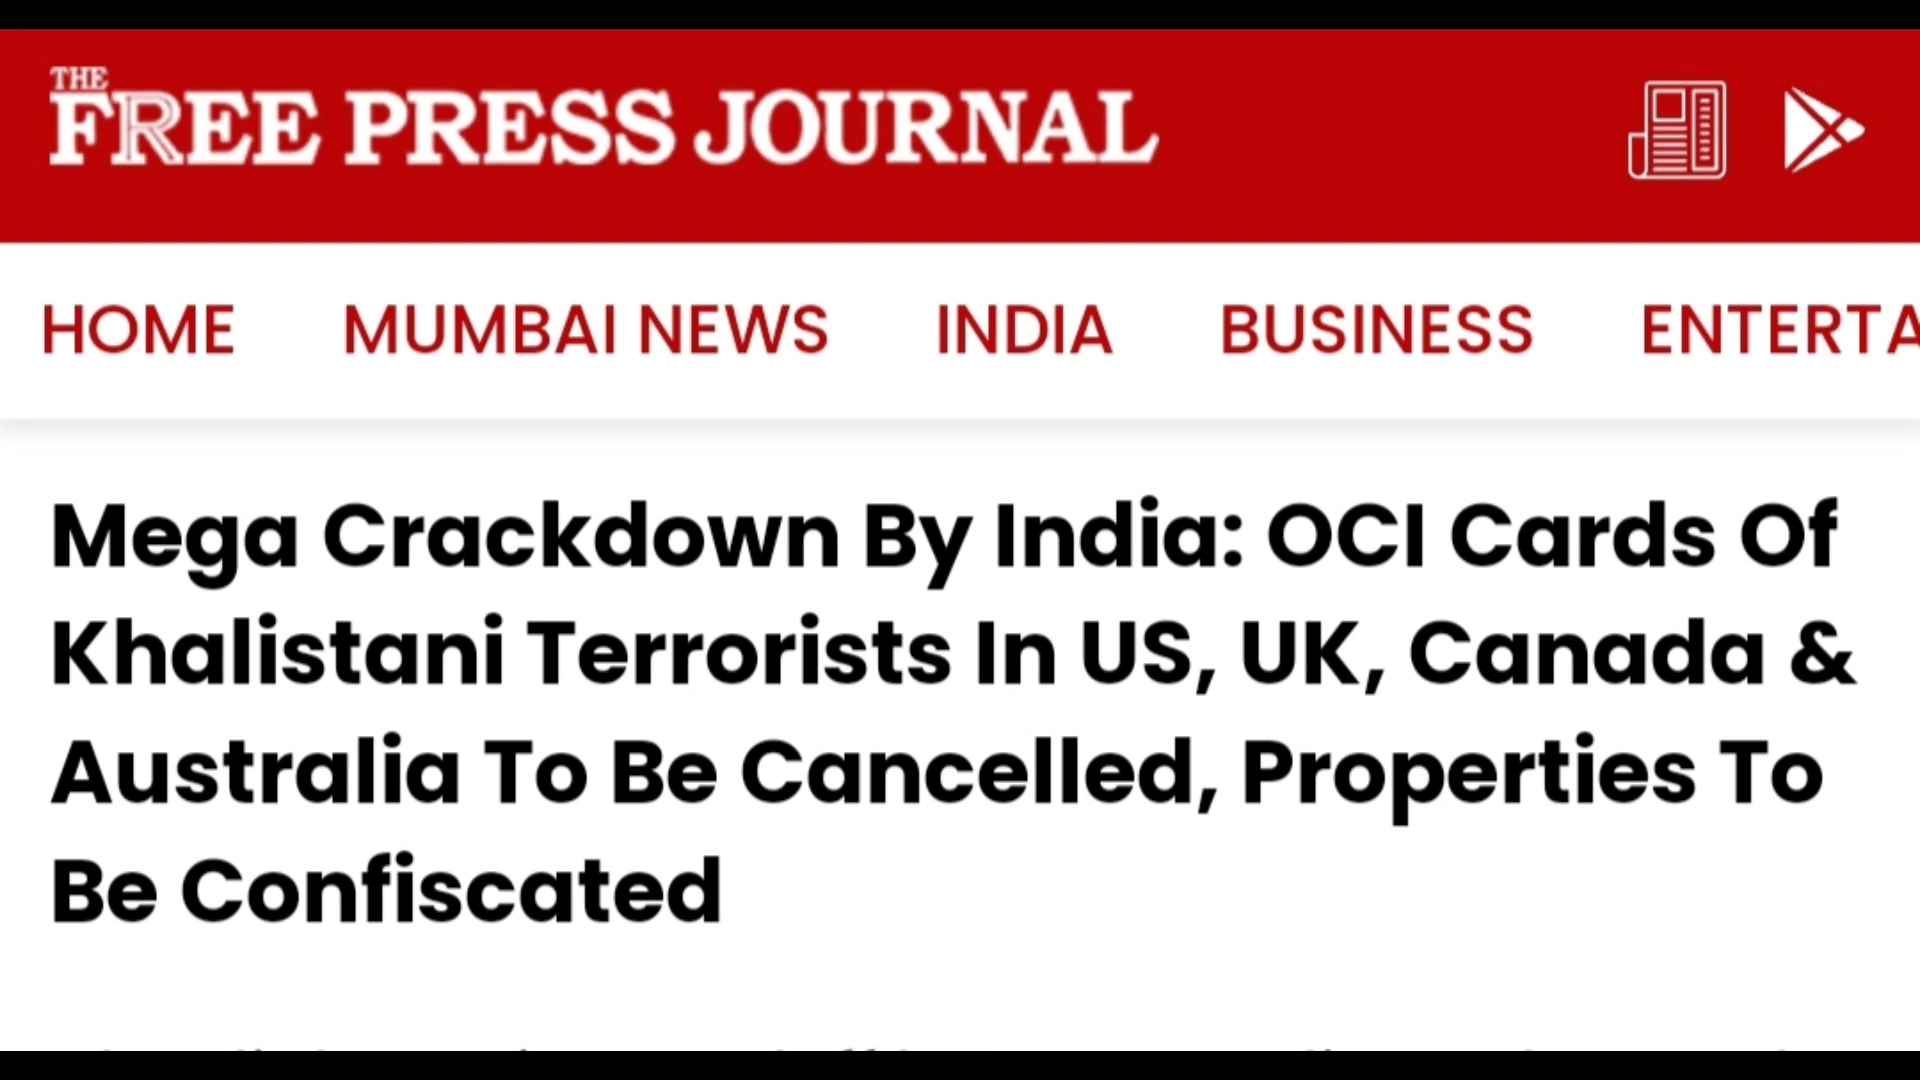 THE
FREE PRESS JOURNAL
HOME MUMBAI NEWS INDIA BUSINESS ENTERTA
Mega Crackdown By India: OCI Cards Of
Khalistani Terrorists In US, UK, Canada &
Australia To Be Cancelled, Properties To
Be Confiscated